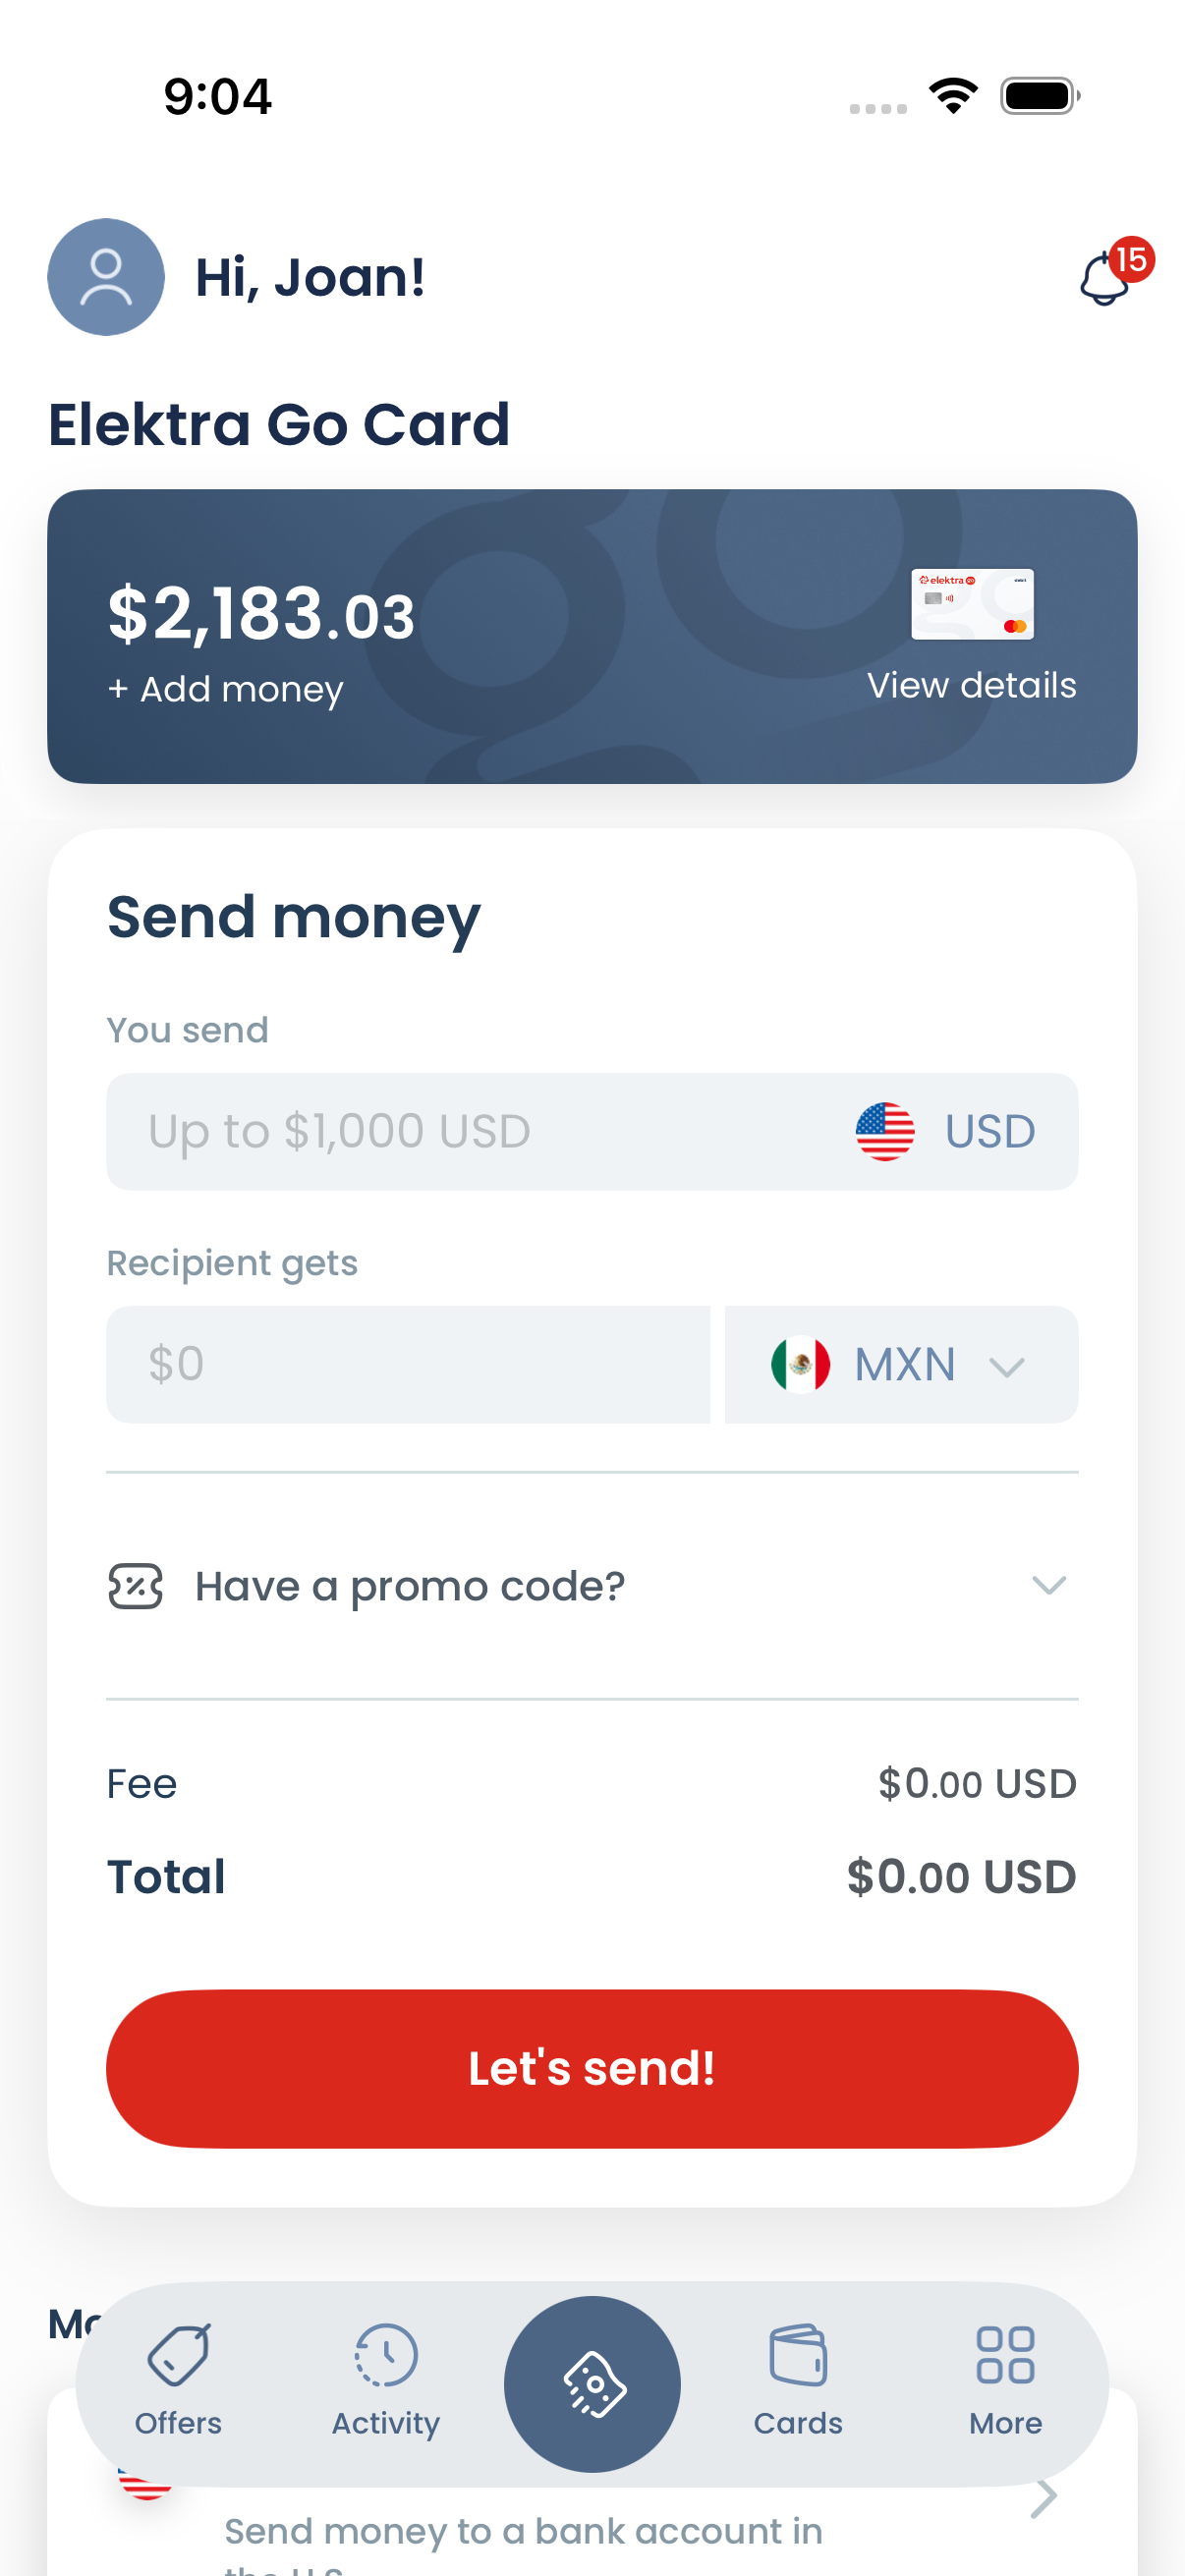 9:04
Hi, Joan!
15
Elektra Go Card
$2,183.03
+ Add money
elektra
View details
Send money
You send
Up to $1,000 USD
USD
Recipient gets
$0
MXN
Have a promo code?
Fee
$0.00 USD
Total
$0.00 USD
Let's send!
Offers
Activity
Cards
More
Send money to a bank account in